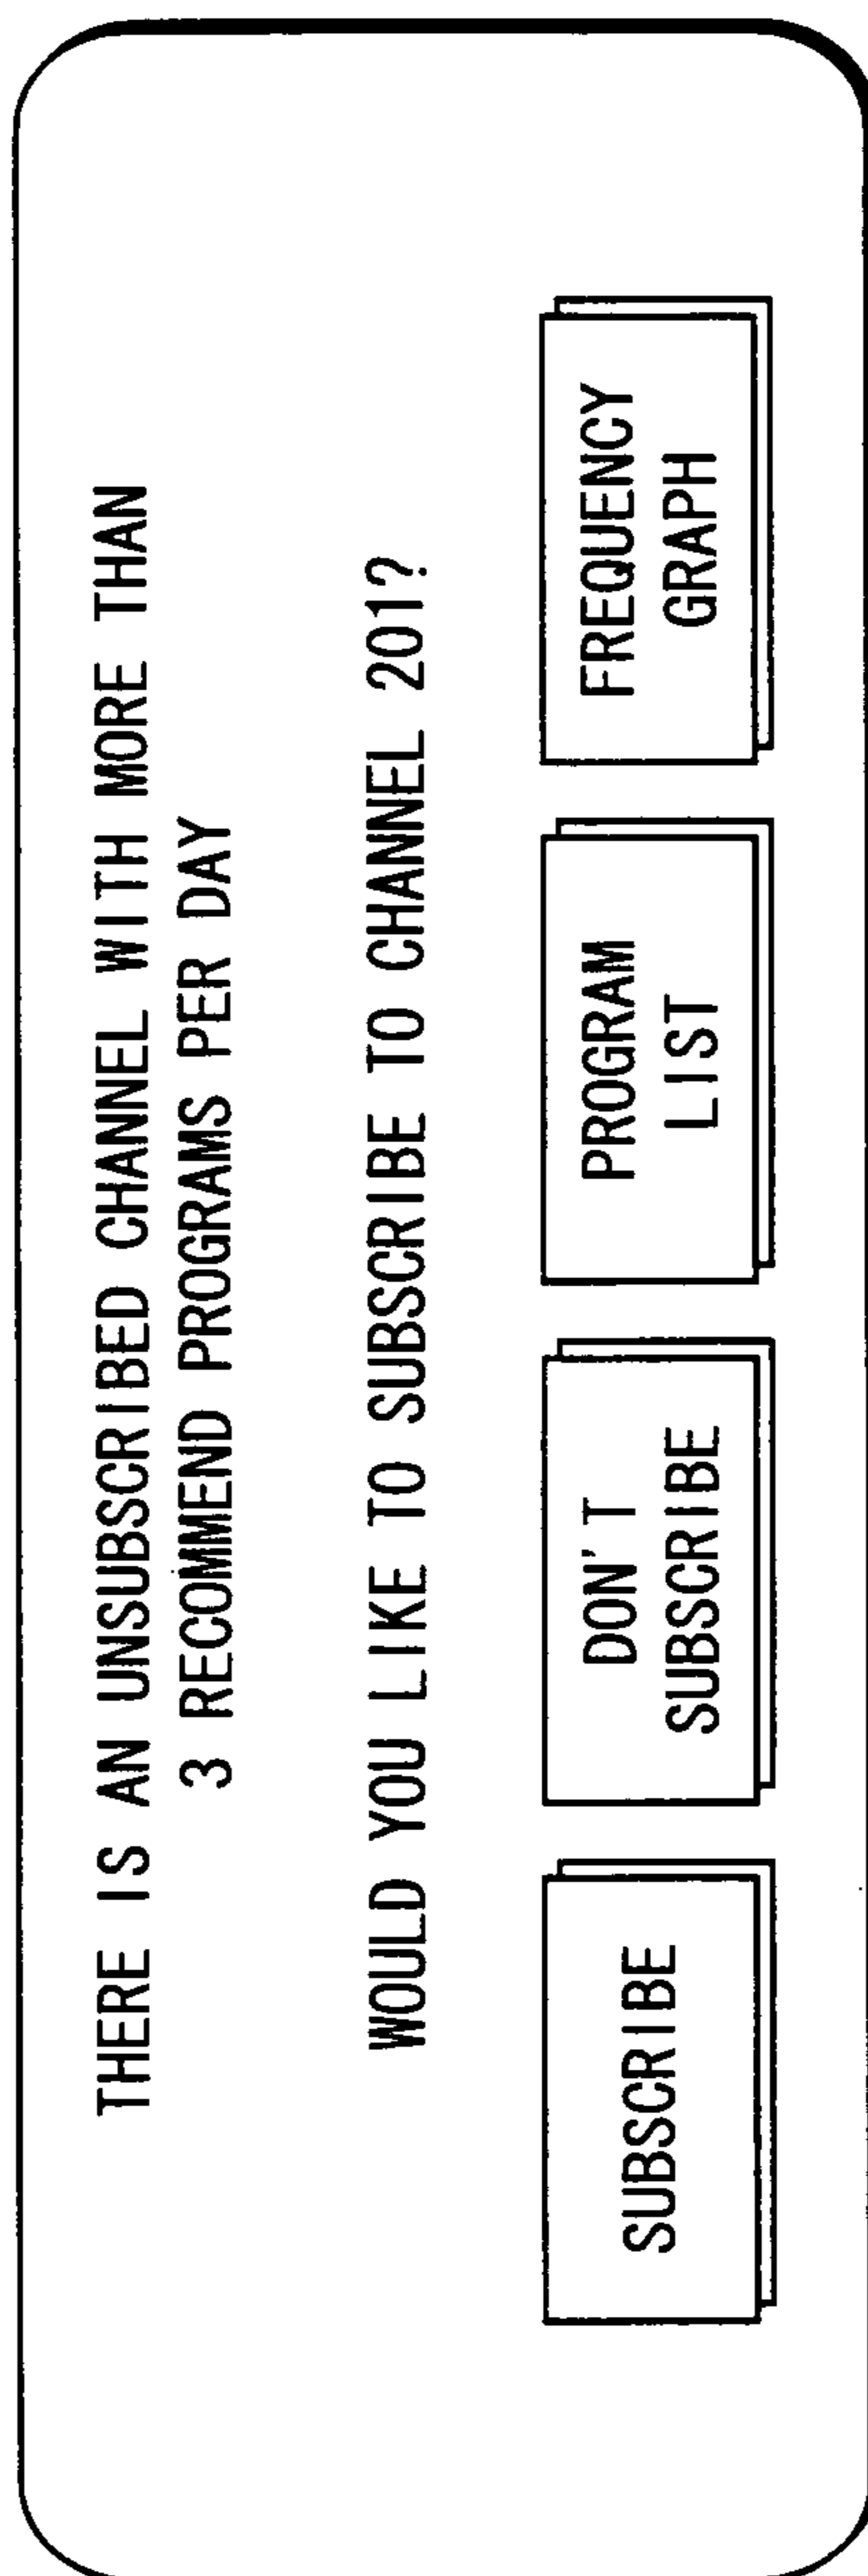 THERE IS AN UNSUBSCRIBED CHANNEL WITH MORE THAN
3 RECOMMEND PROGRAMS PER DAY
WOULD YOU LIKE TO SUBSCRIBE TO CHANNEL 201?
SUBSCRIBE
DON'T
SUBSCRIBE
PROGRAM
LIST
FREQUENCY
GRAPH